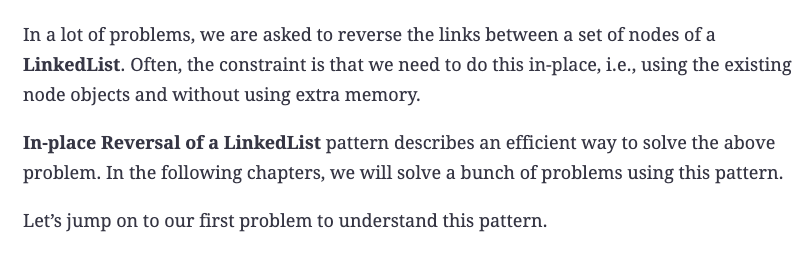 In a lot of problems, we are asked to reverse the links between a set of nodes of a
LinkedList. Often, the constraint is that we need to do this in-place, i.e., using the existing
node objects and without using extra memory.
In-place Reversal of a LinkedList pattern describes an efficient way to solve the above
problem. In the following chapters, we will solve a bunch of problems using this pattern.
Let’s jump on to our first problem to understand this pattern.